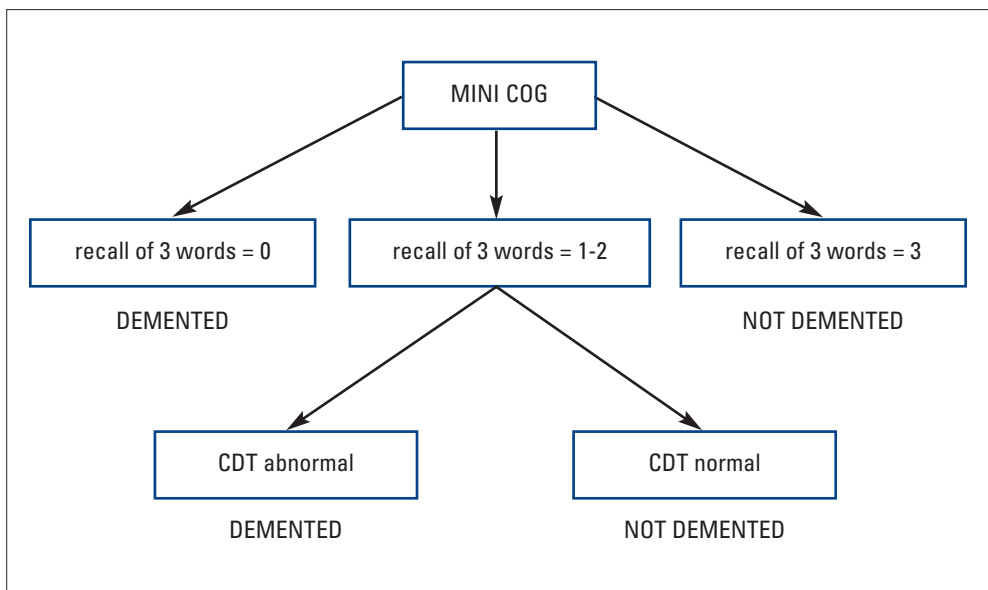 MINI COG
recall of 3 words = 0
recall of 3 words = 1-2
recall of 3 words = 3
DEMENTED
NOT DEMENTED
CDT abnormal
CDT normal
DEMENTED
NOT DEMENTED